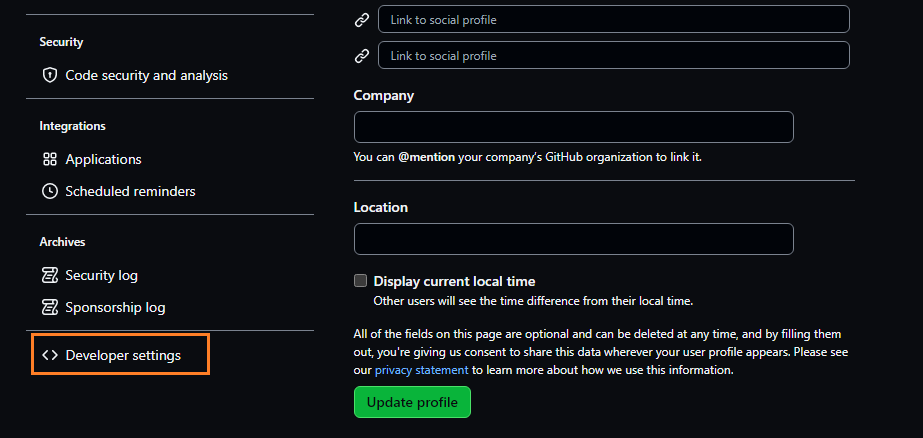 Security
Code security and analysis
Integrations
Applications
Scheduled reminders
Archives
Security log
Sponsorship log
Developer settings
Link to social profile
Link to social profile
Company
You can @mention your company's GitHub organization to link it.
Location
Display current local time
Other users will see the time difference from their local time.
All of the fields on this page are optional and can be deleted at any time, and by filling them
out, you're giving us consent to share this data wherever your user profile appears. Please see
our privacy statement to learn more about how we use this information.
Update profile